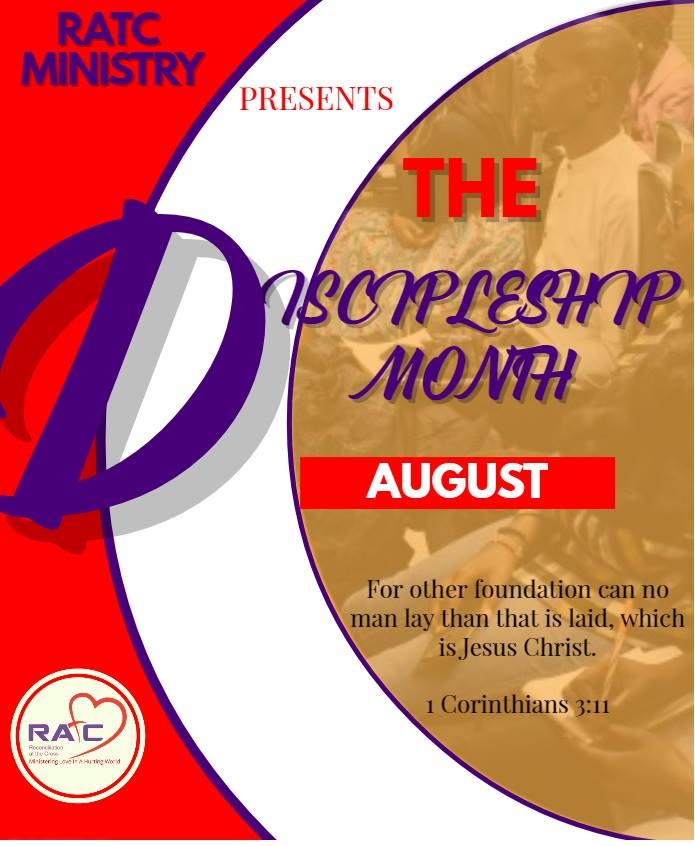 RATC
MINISTRY
PRESENTS
THE
DISCIPLESHIP
MONTH
AUGUST
For other foundation can no
man lay than that is laid, which
is Jesus Christ.
1 Corinthians 3:11
RATC
Reconciliation
at the Cross
Ministering Love In A Hurting World